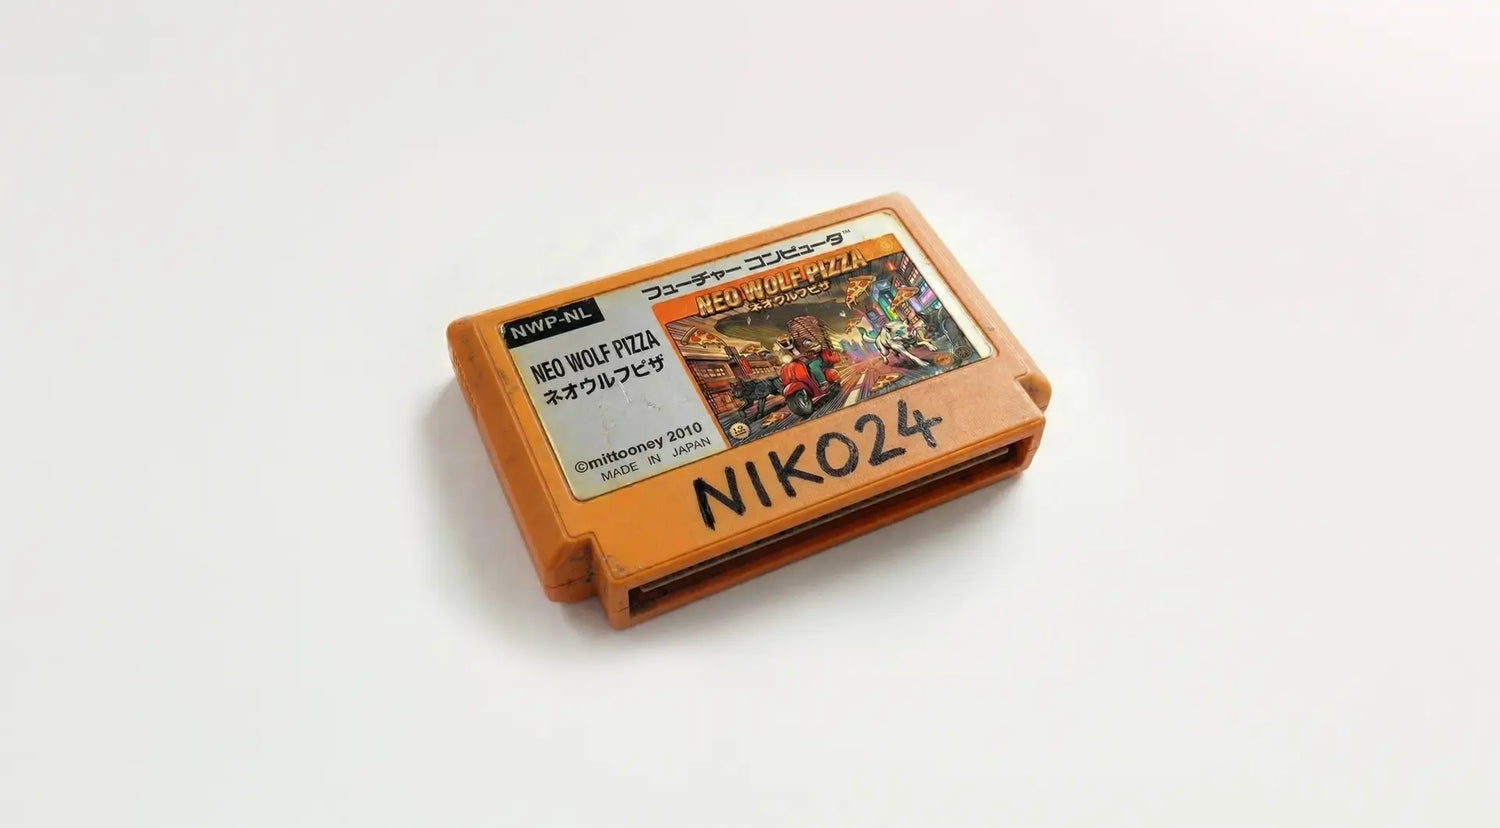 フューチャー コンピュータ™
NWP-NL
NEO WOLF PIZZA
ネオウルフピザ
©mittooney 2010
MADE IN JAPAN
NEO WOLF PIZZA
ネオウルフピザ
NIKO24